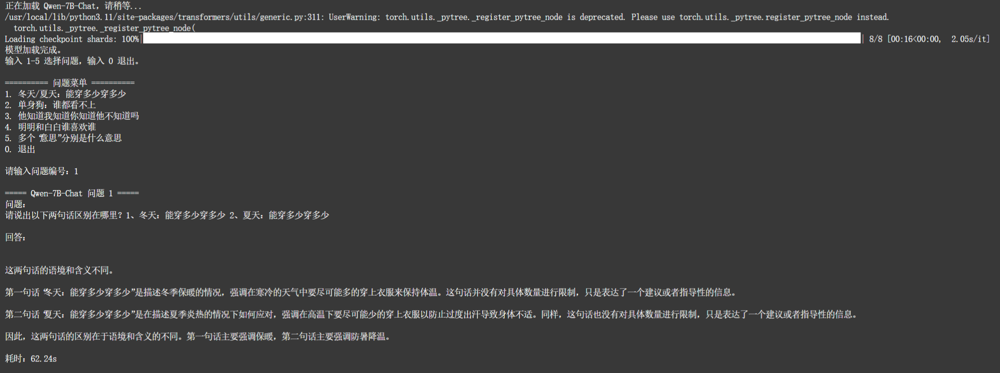 正在加载 Qwen-7B-Chat，请稍等...
/usr/local/lib/python3.11/site-packages/transformers/utils/generic.py:311: UserWarning: torch.utils._pytree._register_pytree_node is deprecated. Please use torch.utils._pytree.register_pytree_node instead.
  torch.utils._pytree._register_pytree_node(
Loading checkpoint shards: 100%|██████████| 8/8 [00:16<00:00,  2.05s/it]
模型加载完成。
输入 1-5 选择问题，输入 0 退出。
========== 问题菜单 ==========
1. 冬天/夏天：能穿多少穿多少
2. 单身狗：谁都看不上
3. 他知道我知道你知道他不知道吗
4. 明明和白白谁喜欢谁
5. 多个“意思”分别是什么意思
0. 退出
请输入问题编号：1
===== Qwen-7B-Chat 问题 1 =====
问题：
请说出以下两句话区别在哪里？1、冬天：能穿多少穿多少 2、夏天：能穿多少穿多少
回答：
这两句话的语境和含义不同。
第一句话“冬天：能穿多少穿多少”是描述冬季保暖的情况，强调在寒冷的天气中要尽可能多的穿上衣服来保持体温。这句话并没有对具体数量进行限制，只是表达了一个建议或者指导性的信息。
第二句话“夏天：能穿多少穿多少”是在描述夏季炎热的情况下如何应对，强调在高温下要尽可能少的穿上衣服以防止过度出汗导致身体不适。同样，这句话也没有对具体数量进行限制，只是表达了一个建议或者指导性的信息。
因此，这两句话的区别在于语境和含义的不同。第一句话主要强调保暖，第二句话主要强调防暑降温。
耗时：62.24s